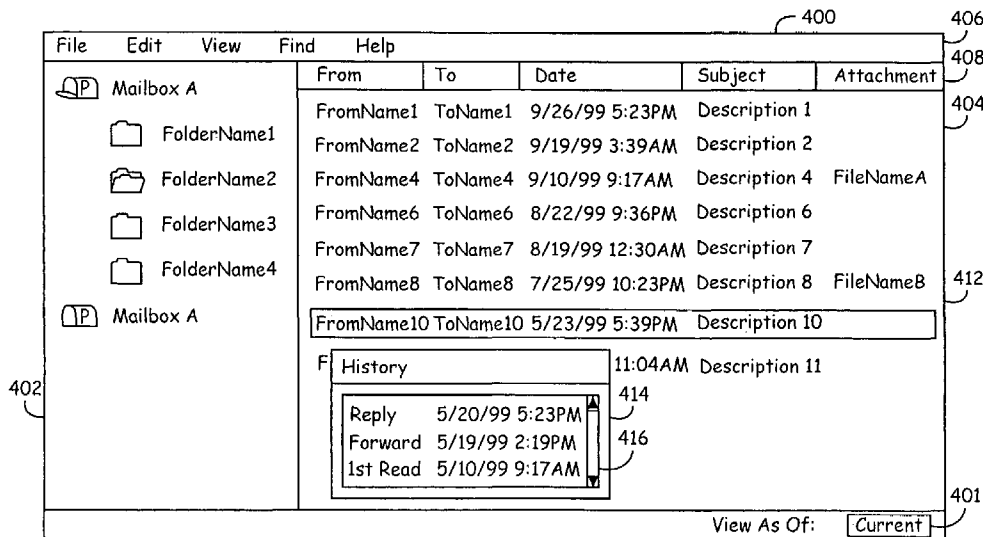 400
406
File Edit View Find Help
408
From To Date Subject Attachment
404
Mailbox A
FolderName1
FolderName2
FolderName3
FolderName4
Mailbox A
FromName1 ToName1 9/26/99 5:23PM Description 1
FromName2 ToName2 9/19/99 3:39AM Description 2
FromName4 ToName4 9/10/99 9:17AM Description 4 FileNameA
FromName6 ToName6 8/22/99 9:36PM Description 6
FromName7 ToName7 8/19/99 12:30AM Description 7
FromName8 ToName8 7/25/99 10:23PM Description 8 FileNameB
412
FromName10 ToName10 5/23/99 5:39PM Description 10
F 11:04AM Description 11
History
402
414
Reply 5/20/99 5:23PM
416
Forward 5/19/99 2:19PM
1st Read 5/10/99 9:17AM
401
View As Of: Current